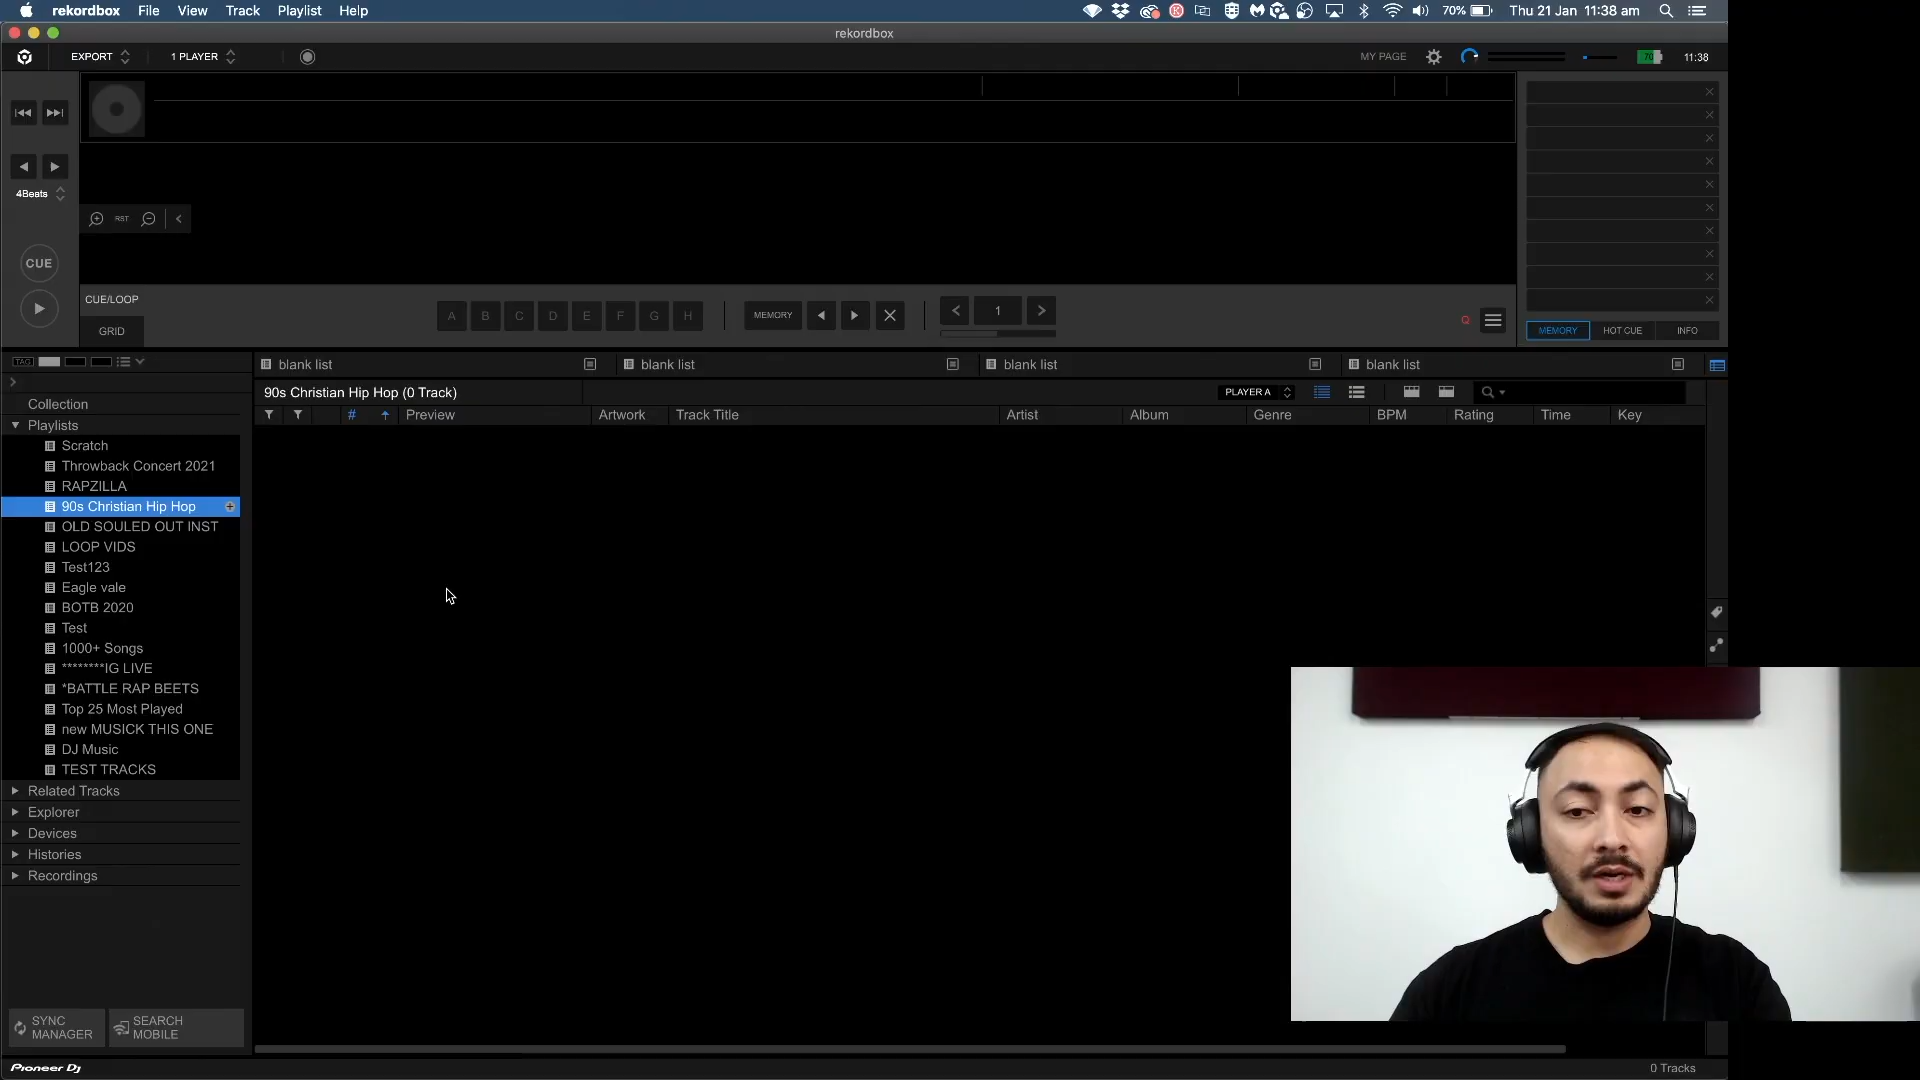 rekordbox File View Track Playlist Help
70% Thu 21 Jan 11:38 am
rekordbox
EXPORT 1 PLAYER
MY PAGE 70 11:38
4Beats
RST
CUE
CUE/LOOP
GRID
A B C D E F G H
MEMORY
1
Q
MEMORY HOT CUE INFO
TAG
blank list blank list blank list blank list
90s Christian Hip Hop (0 Track)
PLAYER A
# Preview Artwork Track Title Artist Album Genre BPM Rating Time Key
Collection
Playlists
Scratch
Throwback Concert 2021
RAPZILLA
90s Christian Hip Hop
OLD SOULED OUT INST
LOOP VIDS
Test123
Eagle vale
BOTB 2020
Test
1000+ Songs
********IG LIVE
*BATTLE RAP BEETS
Top 25 Most Played
new MUSICK THIS ONE
DJ Music
TEST TRACKS
Related Tracks
Explorer
Devices
Histories
Recordings
SYNC
MANAGER
SEARCH
MOBILE
Pioneer Dj
0 Tracks